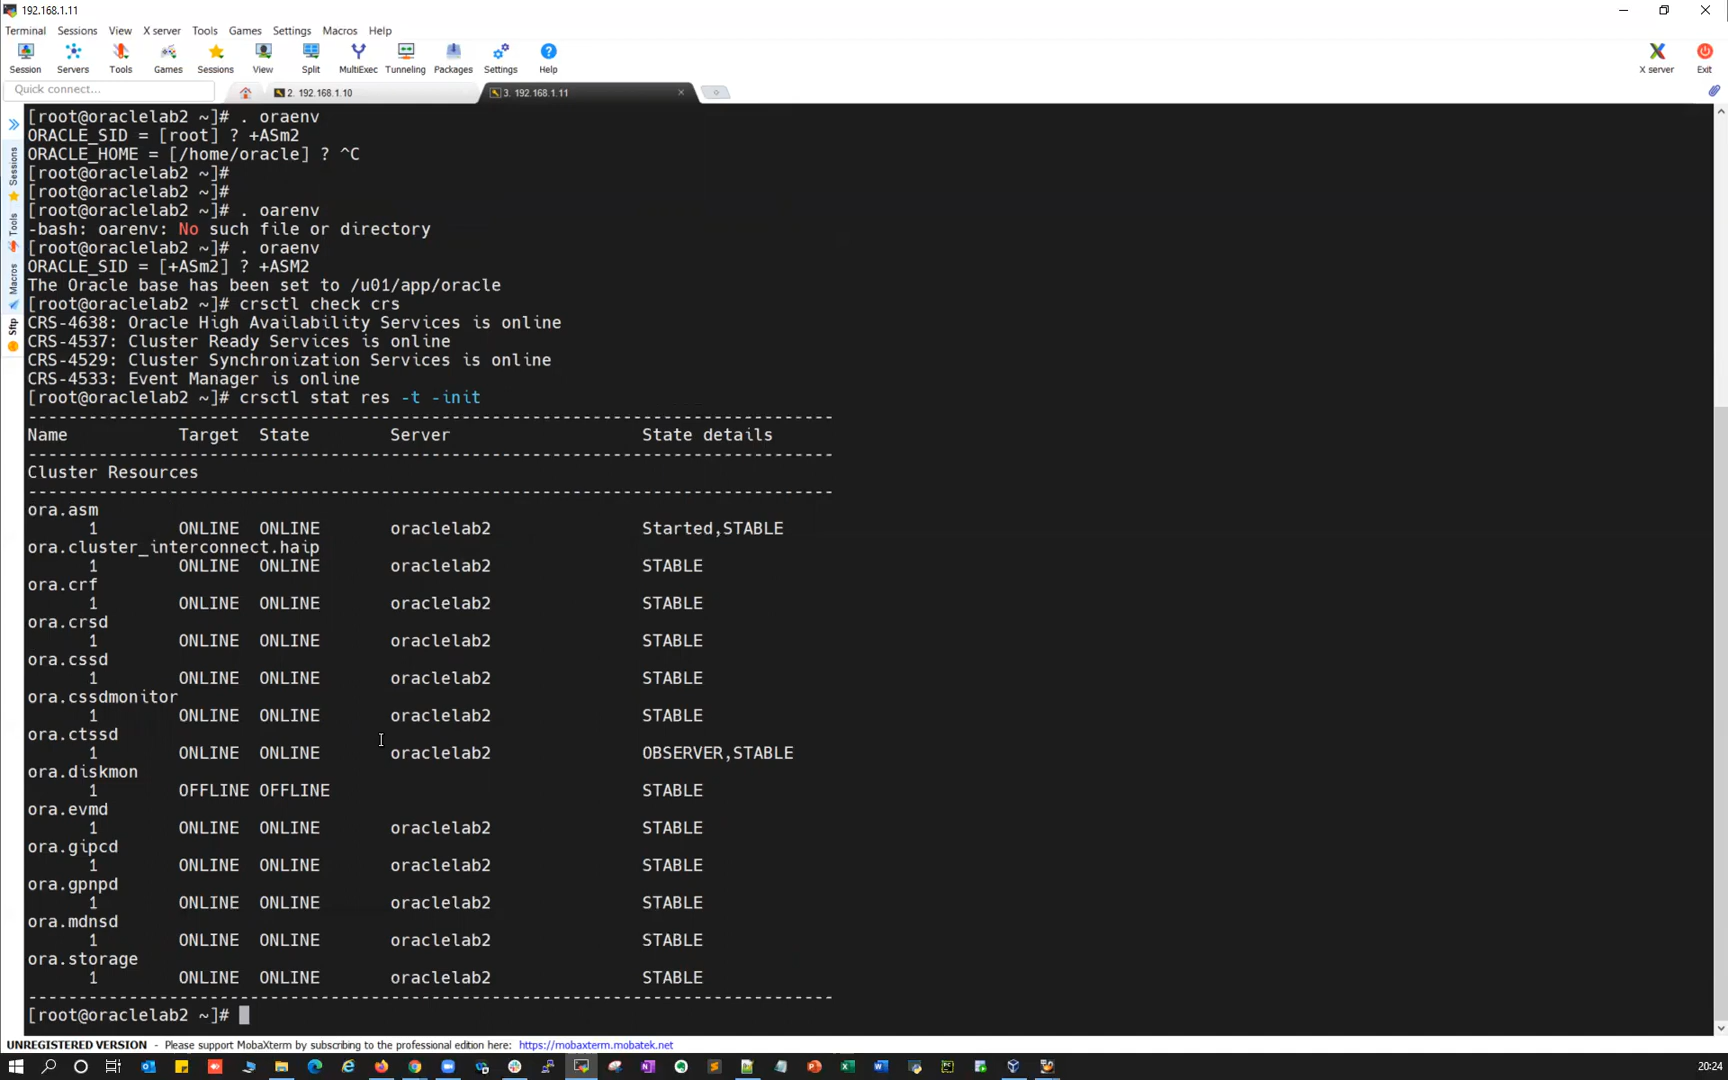 192.168.1.11
Terminal Sessions View X server Tools Games Settings Macros Help
Session Servers Tools Games Sessions View Split MultiExec Tunneling Packages Settings Help X server Exit
Quick connect... 2. 192.168.1.10 3. 192.168.1.11
Sessions
Tools
Macros
Sftp
[root@oraclelab2 ~]# . oraenv
ORACLE_SID = [root] ? +ASm2
ORACLE_HOME = [/home/oracle] ? ^C
[root@oraclelab2 ~]#
[root@oraclelab2 ~]#
[root@oraclelab2 ~]# . oarenv
-bash: oarenv: No such file or directory
[root@oraclelab2 ~]# . oraenv
ORACLE_SID = [+ASm2] ? +ASM2
The Oracle base has been set to /u01/app/oracle
[root@oraclelab2 ~]# crsctl check crs
CRS-4638: Oracle High Availability Services is online
CRS-4537: Cluster Ready Services is online
CRS-4529: Cluster Synchronization Services is online
CRS-4533: Event Manager is online
[root@oraclelab2 ~]# crsctl stat res -t -init
--------------------------------------------------------------------------------
Name           Target  State        Server                   State details
--------------------------------------------------------------------------------
Cluster Resources
--------------------------------------------------------------------------------
ora.asm
      1        ONLINE  ONLINE       oraclelab2               Started,STABLE
ora.cluster_interconnect.haip
      1        ONLINE  ONLINE       oraclelab2               STABLE
ora.crf
      1        ONLINE  ONLINE       oraclelab2               STABLE
ora.crsd
      1        ONLINE  ONLINE       oraclelab2               STABLE
ora.cssd
      1        ONLINE  ONLINE       oraclelab2               STABLE
ora.cssdmonitor
      1        ONLINE  ONLINE       oraclelab2               STABLE
ora.ctssd
      1        ONLINE  ONLINE       oraclelab2               OBSERVER,STABLE
ora.diskmon
      1        OFFLINE OFFLINE                               STABLE
ora.evmd
      1        ONLINE  ONLINE       oraclelab2               STABLE
ora.gipcd
      1        ONLINE  ONLINE       oraclelab2               STABLE
ora.gpnpd
      1        ONLINE  ONLINE       oraclelab2               STABLE
ora.mdnsd
      1        ONLINE  ONLINE       oraclelab2               STABLE
ora.storage
      1        ONLINE  ONLINE       oraclelab2               STABLE
--------------------------------------------------------------------------------
[root@oraclelab2 ~]#
UNREGISTERED VERSION - Please support MobaXterm by subscribing to the professional edition here: https://mobaxterm.mobatek.net
20:24